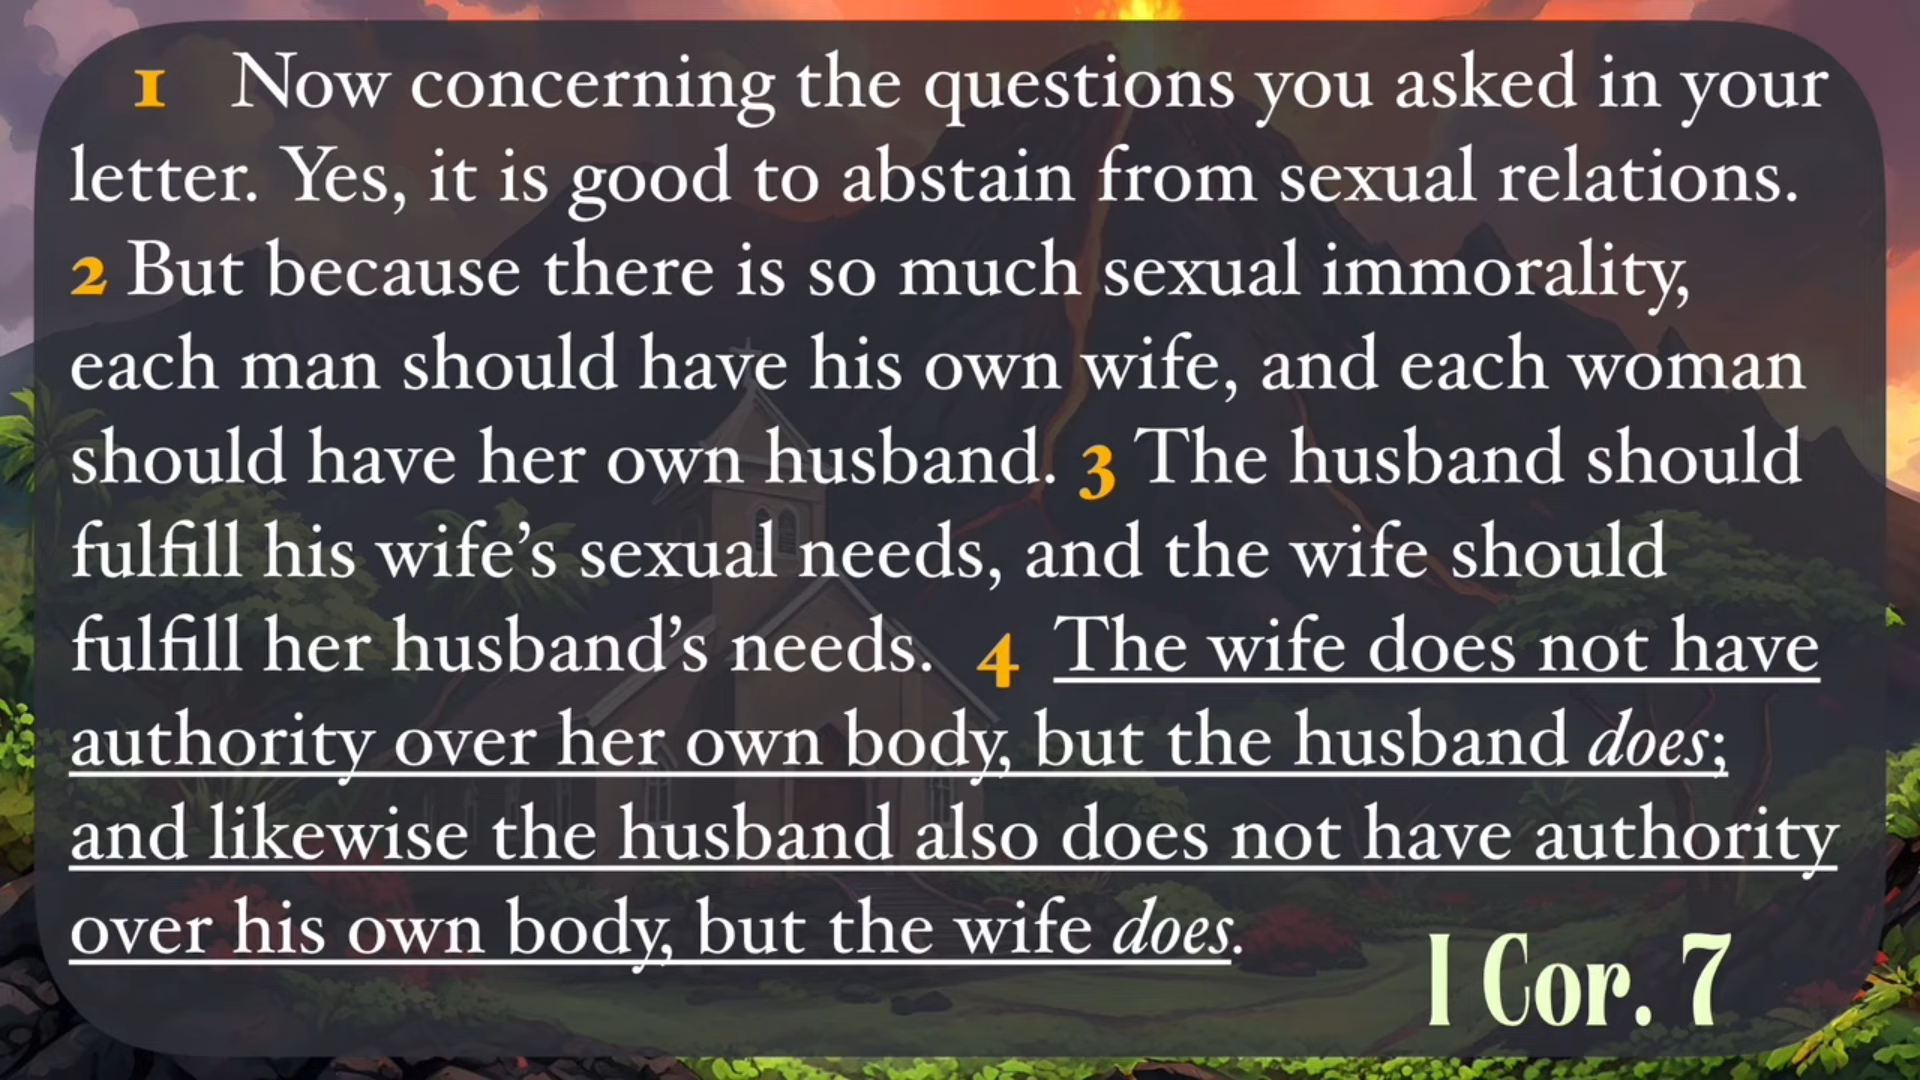 1 Now concerning the questions you asked in your
letter. Yes, it is good to abstain from sexual relations.
2 But because there is so much sexual immorality,
each man should have his own wife, and each woman
should have her own husband. 3 The husband should
fulfill his wife’s sexual needs, and the wife should
fulfill her husband’s needs. 4 The wife does not have
authority over her own body, but the husband does;
and likewise the husband also does not have authority
over his own body, but the wife does.
I Cor. 7